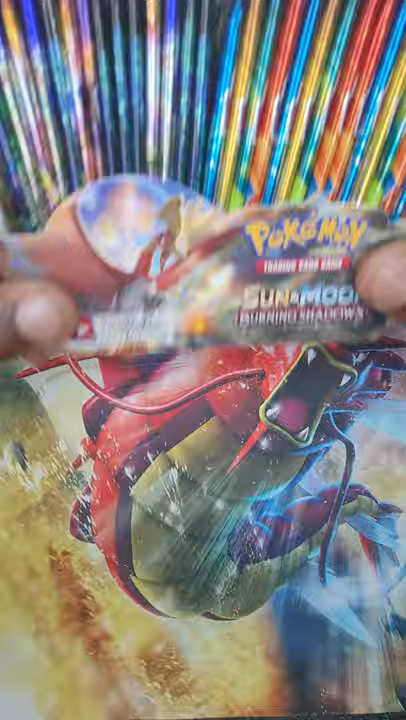 POKéMON
TRADING CARD GAME
SUN & MOON
BURNING SHADOWS